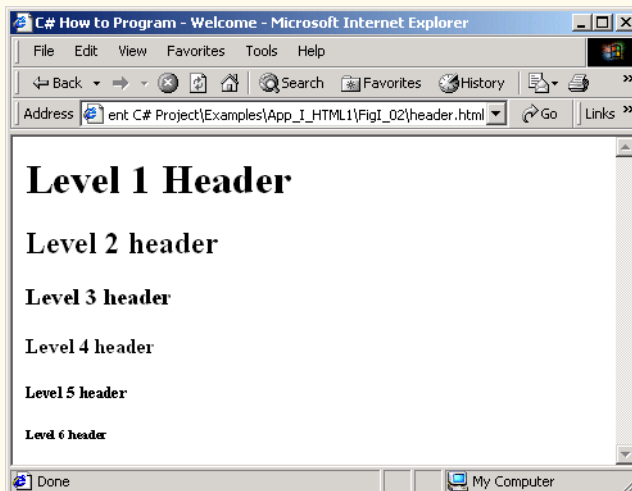 C# How to Program - Welcome - Microsoft Internet Explorer
File Edit View Favorites Tools Help
Back Search Favorites History »
Address ent C# Project\Examples\App_I_HTML1\FigI_02\header.html Go Links »
Level 1 Header
Level 2 header
Level 3 header
Level 4 header
Level 5 header
Level 6 header
Done My Computer